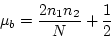 μ_b = \frac{2n_1n_2}{N} + \frac{1}{2}